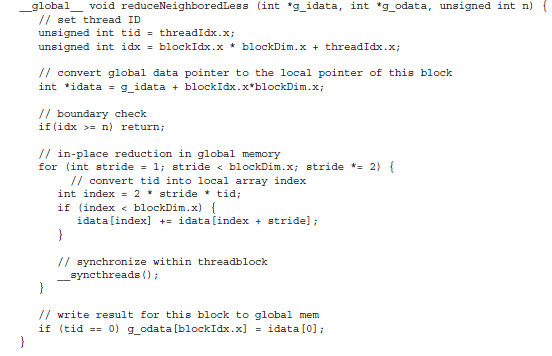 __global__ void reduceNeighboredLess (int *g_idata, int *g_odata, unsigned int n) {
// set thread ID
unsigned int tid = threadIdx.x;
unsigned int idx = blockIdx.x * blockDim.x + threadIdx.x;
// convert global data pointer to the local pointer of this block
int *idata = g_idata + blockIdx.x*blockDim.x;
// boundary check
if(idx >= n) return;
// in-place reduction in global memory
for (int stride = 1; stride < blockDim.x; stride *= 2) {
// convert tid into local array index
int index = 2 * stride * tid;
if (index < blockDim.x) {
idata[index] += idata[index + stride];
}
// synchronize within threadblock
__syncthreads();
}
// write result for this block to global mem
if (tid == 0) g_odata[blockIdx.x] = idata[0];
}